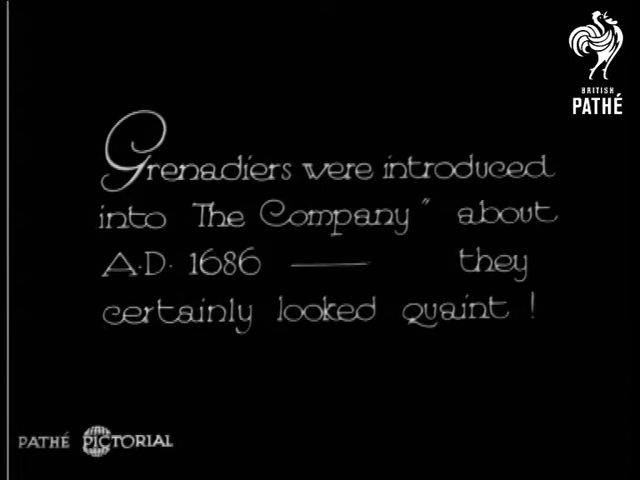 BRITISH
PATHÉ
Grenadiers were introduced
into The Company" about
A.D. 1686 —— they
certainly looked quaint !
PATHÉ PICTORIAL